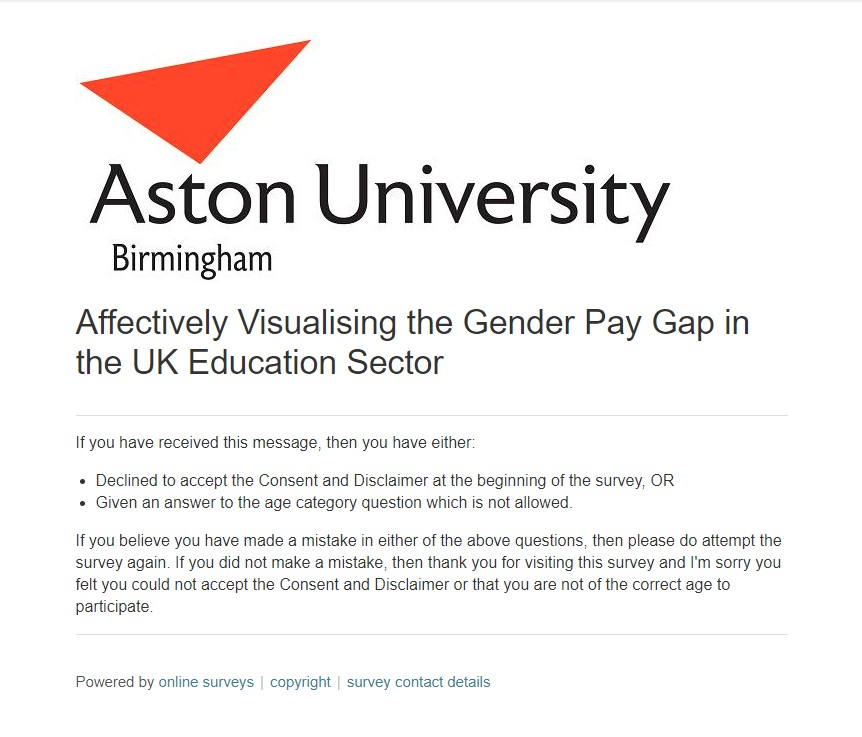 Aston University
Birmingham
Affectively Visualising the Gender Pay Gap in
the UK Education Sector
If you have received this message, then you have either:
• Declined to accept the Consent and Disclaimer at the beginning of the survey, OR
• Given an answer to the age category question which is not allowed.
If you believe you have made a mistake in either of the above questions, then please do attempt the
survey again. If you did not make a mistake, then thank you for visiting this survey and I'm sorry you
felt you could not accept the Consent and Disclaimer or that you are not of the correct age to
participate.
Powered by online surveys | copyright | survey contact details